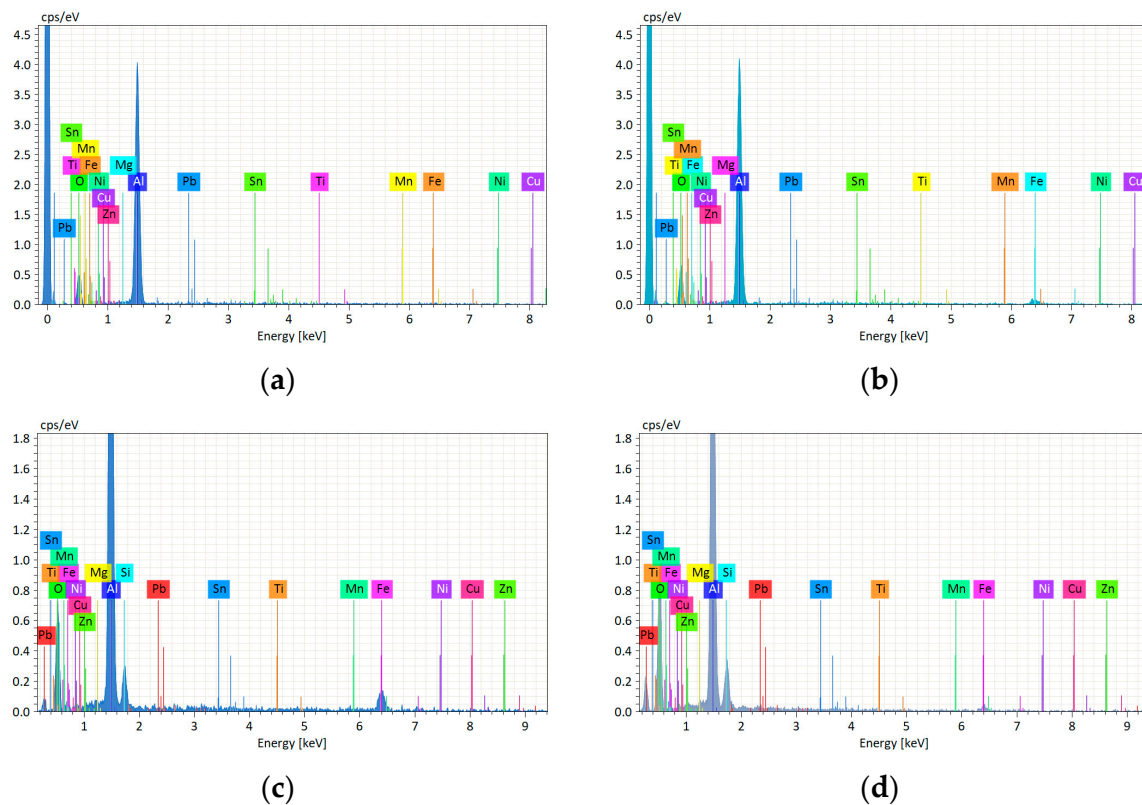 cps/eV
4.5
4.0
3.5
3.0
2.5
2.0
1.5
1.0
0.5
0.0
Sn
Mn
Ti Fe Mg
O Ni Al Pb Sn Ti Mn Fe Ni Cu
Cu
Zn
Pb
0 1 2 3 4 5 6 7 8
Energy [keV]
(a)
cps/eV
4.5
4.0
3.5
3.0
2.5
2.0
1.5
1.0
0.5
0.0
Sn
Mn
Ti Fe Mg
O Ni Al Pb Sn Ti Mn Fe Ni Cu
Cu
Zn
Pb
0 1 2 3 4 5 6 7 8
Energy [keV]
(b)
cps/eV
1.8
1.6
1.4
1.2
1.0
0.8
0.6
0.4
0.2
0.0
Sn
Mn
Ti Fe Mg Si
O Ni Al Pb Sn Ti Mn Fe Ni Cu Zn
Cu
Zn
Pb
1 2 3 4 5 6 7 8 9
Energy [keV]
(c)
cps/eV
1.8
1.6
1.4
1.2
1.0
0.8
0.6
0.4
0.2
0.0
Sn
Mn
Ti Fe Mg Si
O Ni Al Pb Sn Ti Mn Fe Ni Cu Zn
Cu
Zn
Pb
1 2 3 4 5 6 7 8 9
Energy [keV]
(d)